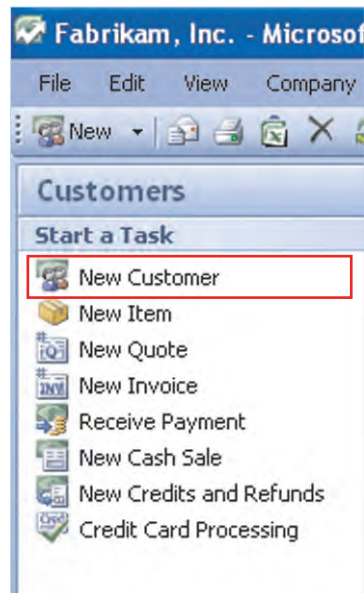 Fabrikam, Inc. - Microsof
File Edit View Company
New
Customers
Start a Task
New Customer
New Item
New Quote
New Invoice
Receive Payment
New Cash Sale
New Credits and Refunds
Credit Card Processing